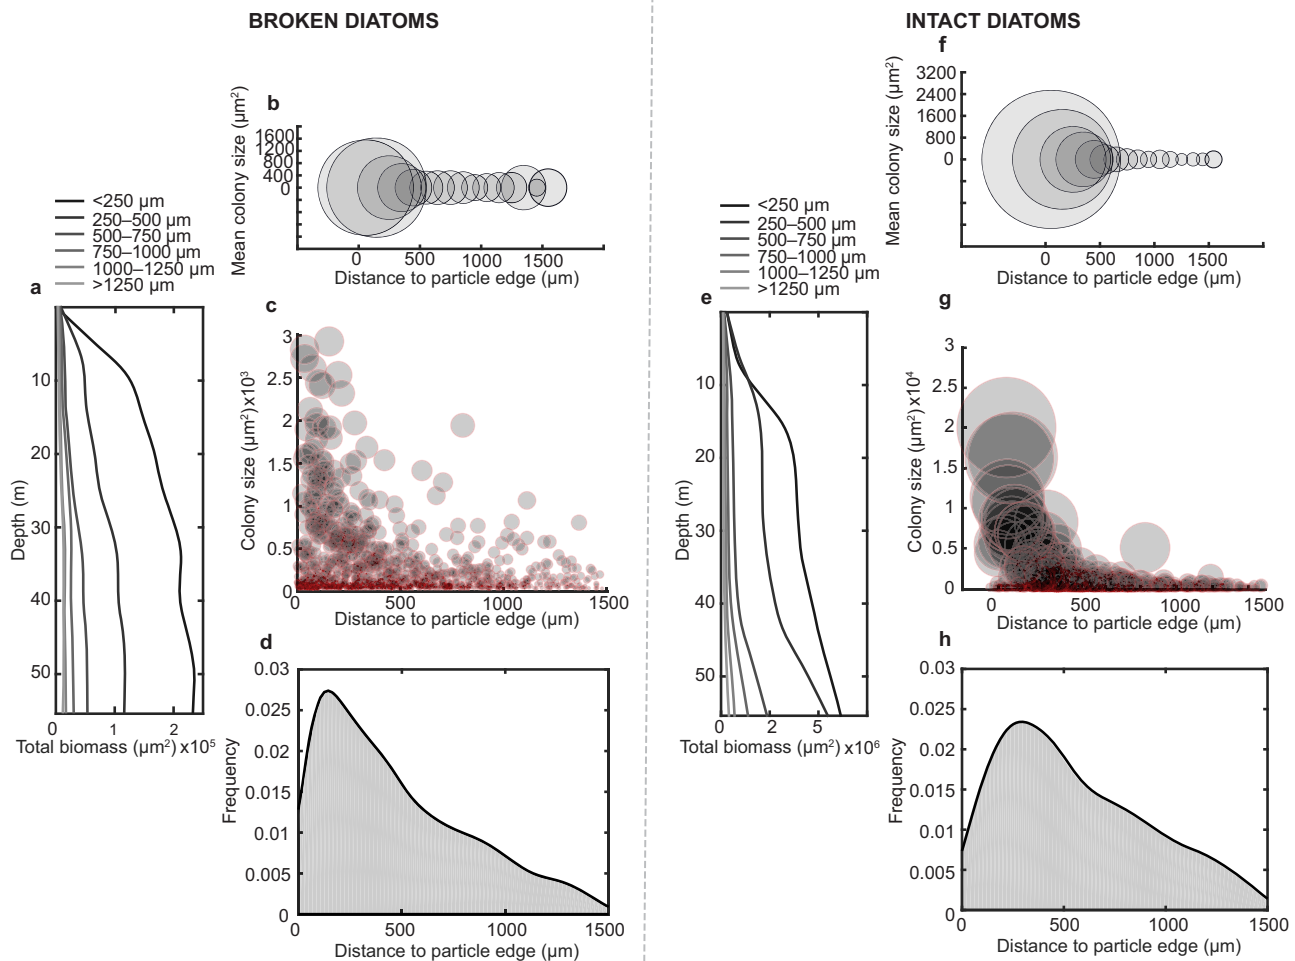 BROKEN DIATOMS
INTACT DIATOMS
b
Mean colony size (µm²)
1600
1200
800
400
0
0
500
1000
1500
Distance to particle edge (µm)
<250 µm
250–500 µm
500–750 µm
750–1000 µm
1000–1250 µm
>1250 µm
a
Depth (m)
10
20
30
40
50
0
1
2
Total biomass (µm²) x10⁵
c
Colony size (µm²) x10³
3
2.5
2
1.5
1
0.5
0
0
500
1000
1500
Distance to particle edge (µm)
d
Frequency
0.03
0.025
0.02
0.015
0.01
0.005
0
0
500
1000
1500
Distance to particle edge (µm)
f
Mean colony size (µm²)
3200
2400
1600
800
0
0
500
1000
1500
Distance to particle edge (µm)
<250 µm
250–500 µm
500–750 µm
750–1000 µm
1000–1250 µm
>1250 µm
e
Depth (m)
10
20
30
40
50
0
2
5
Total biomass (µm²) x10⁶
g
Colony size (µm²) x10⁴
3
2.5
2
1.5
1
0.5
0
0
500
1000
1500
Distance to particle edge (µm)
h
Frequency
0.03
0.025
0.02
0.015
0.01
0.005
0
0
500
1000
1500
Distance to particle edge (µm)